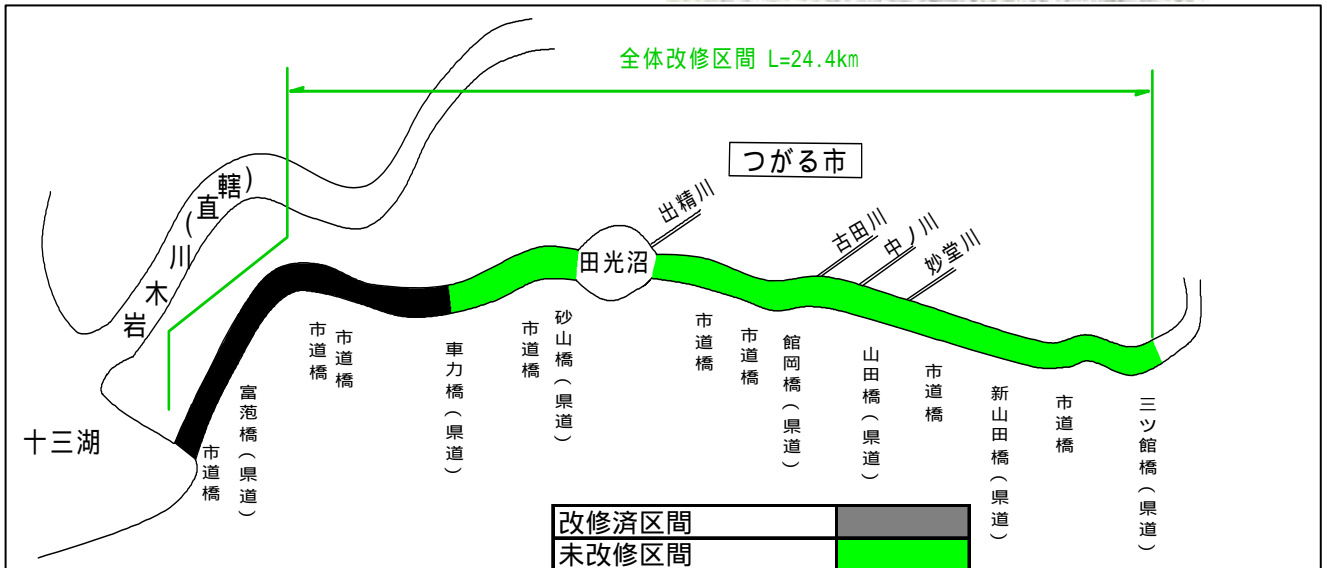 全体改修区間 L=24.4km
つがる市
岩木川(直轄)
出精川
古田川
中ノ川
妙堂川
田光沼
十三湖
市道橋
富萢橋(県道)
市道橋
市道橋
車力橋(県道)
市道橋
砂山橋(県道)
市道橋
市道橋
館岡橋(県道)
山田橋(県道)
市道橋
新山田橋(県道)
市道橋
三ツ館橋(県道)
改修済区間
未改修区間